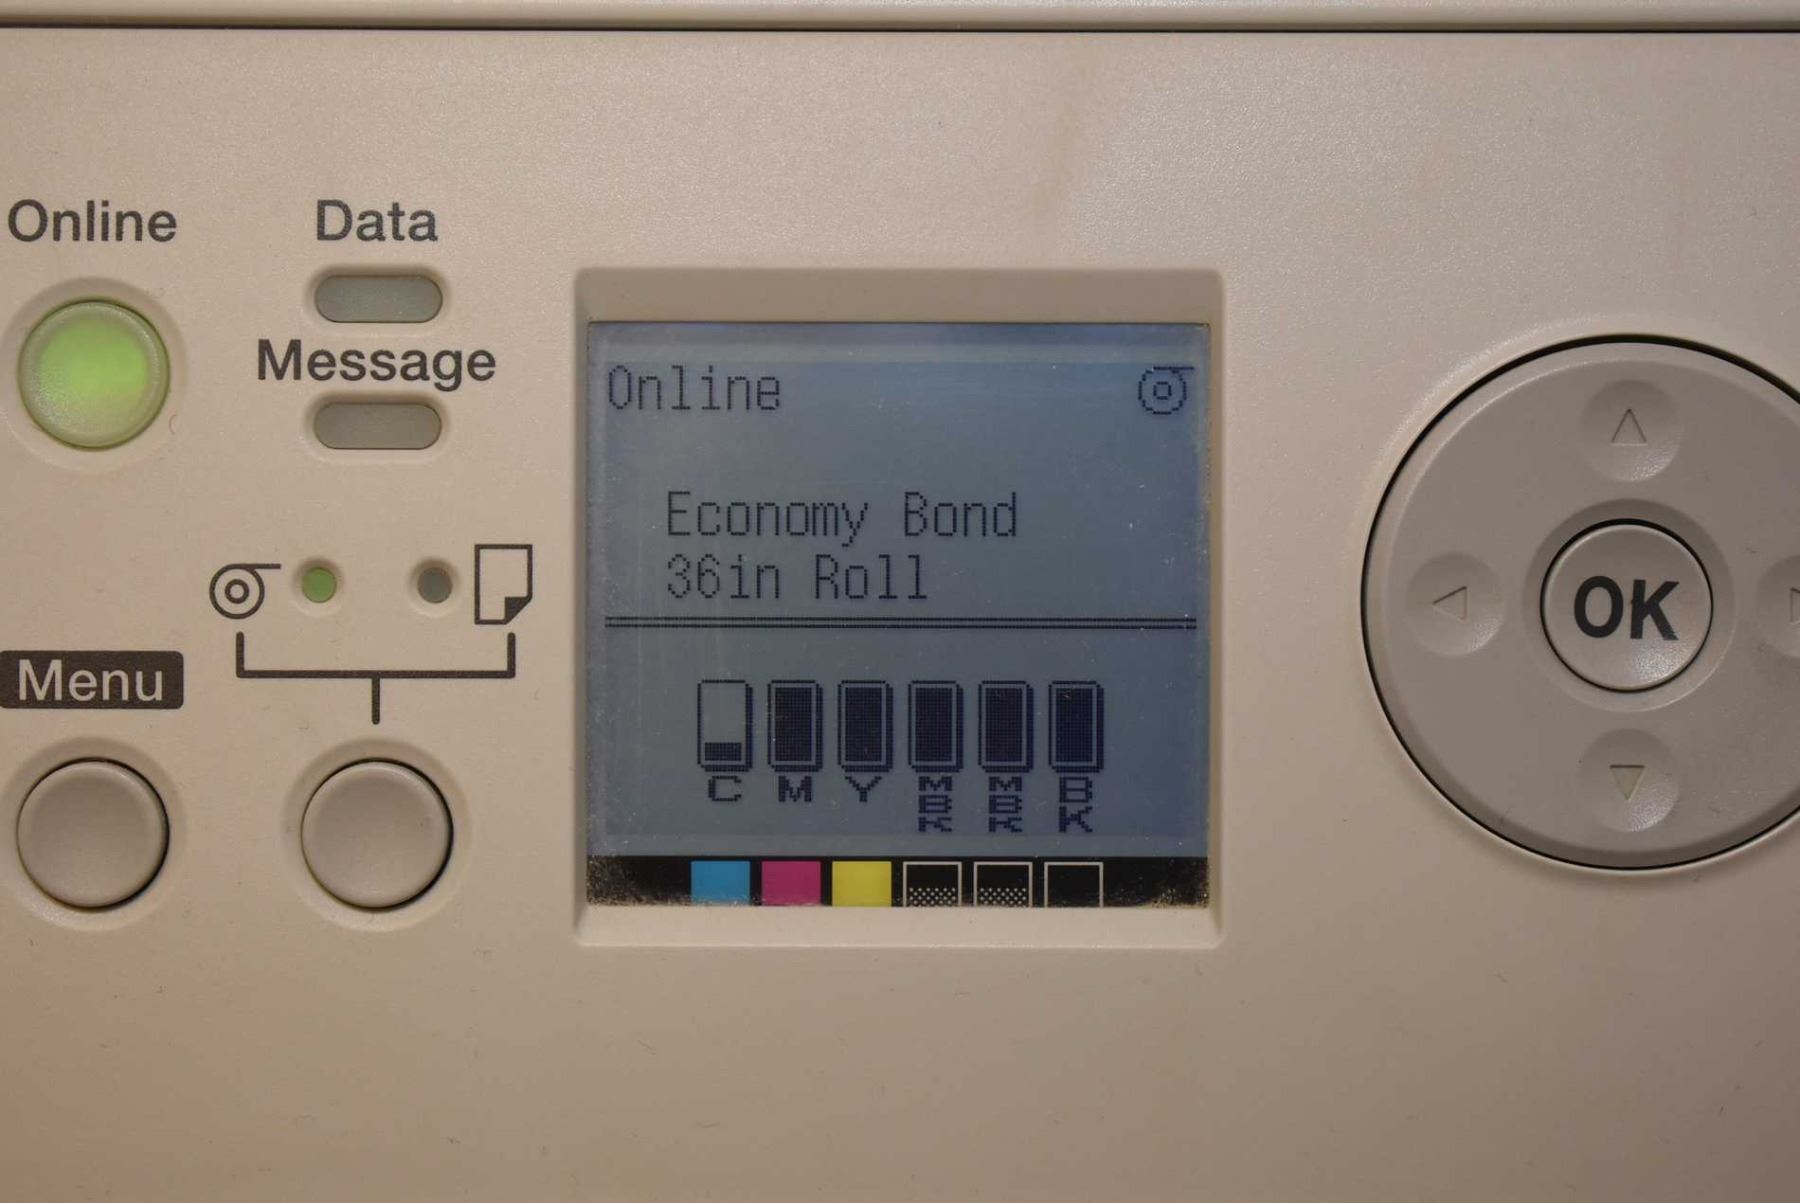 Online
Data
Message
Menu
Online
Economy Bond
36in Roll
C M Y MBK MBK BK
OK